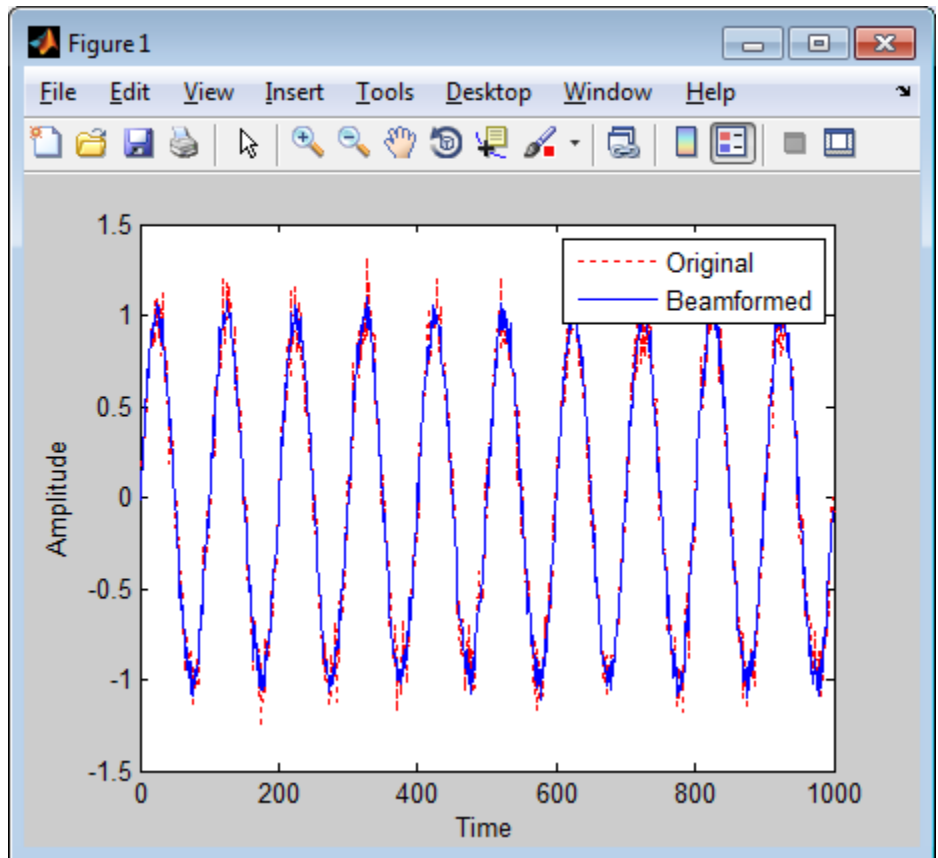 Figure 1
File Edit View Insert Tools Desktop Window Help
Original
Beamformed
1.5
1
0.5
0
-0.5
-1
-1.5
Amplitude
0 200 400 600 800 1000
Time